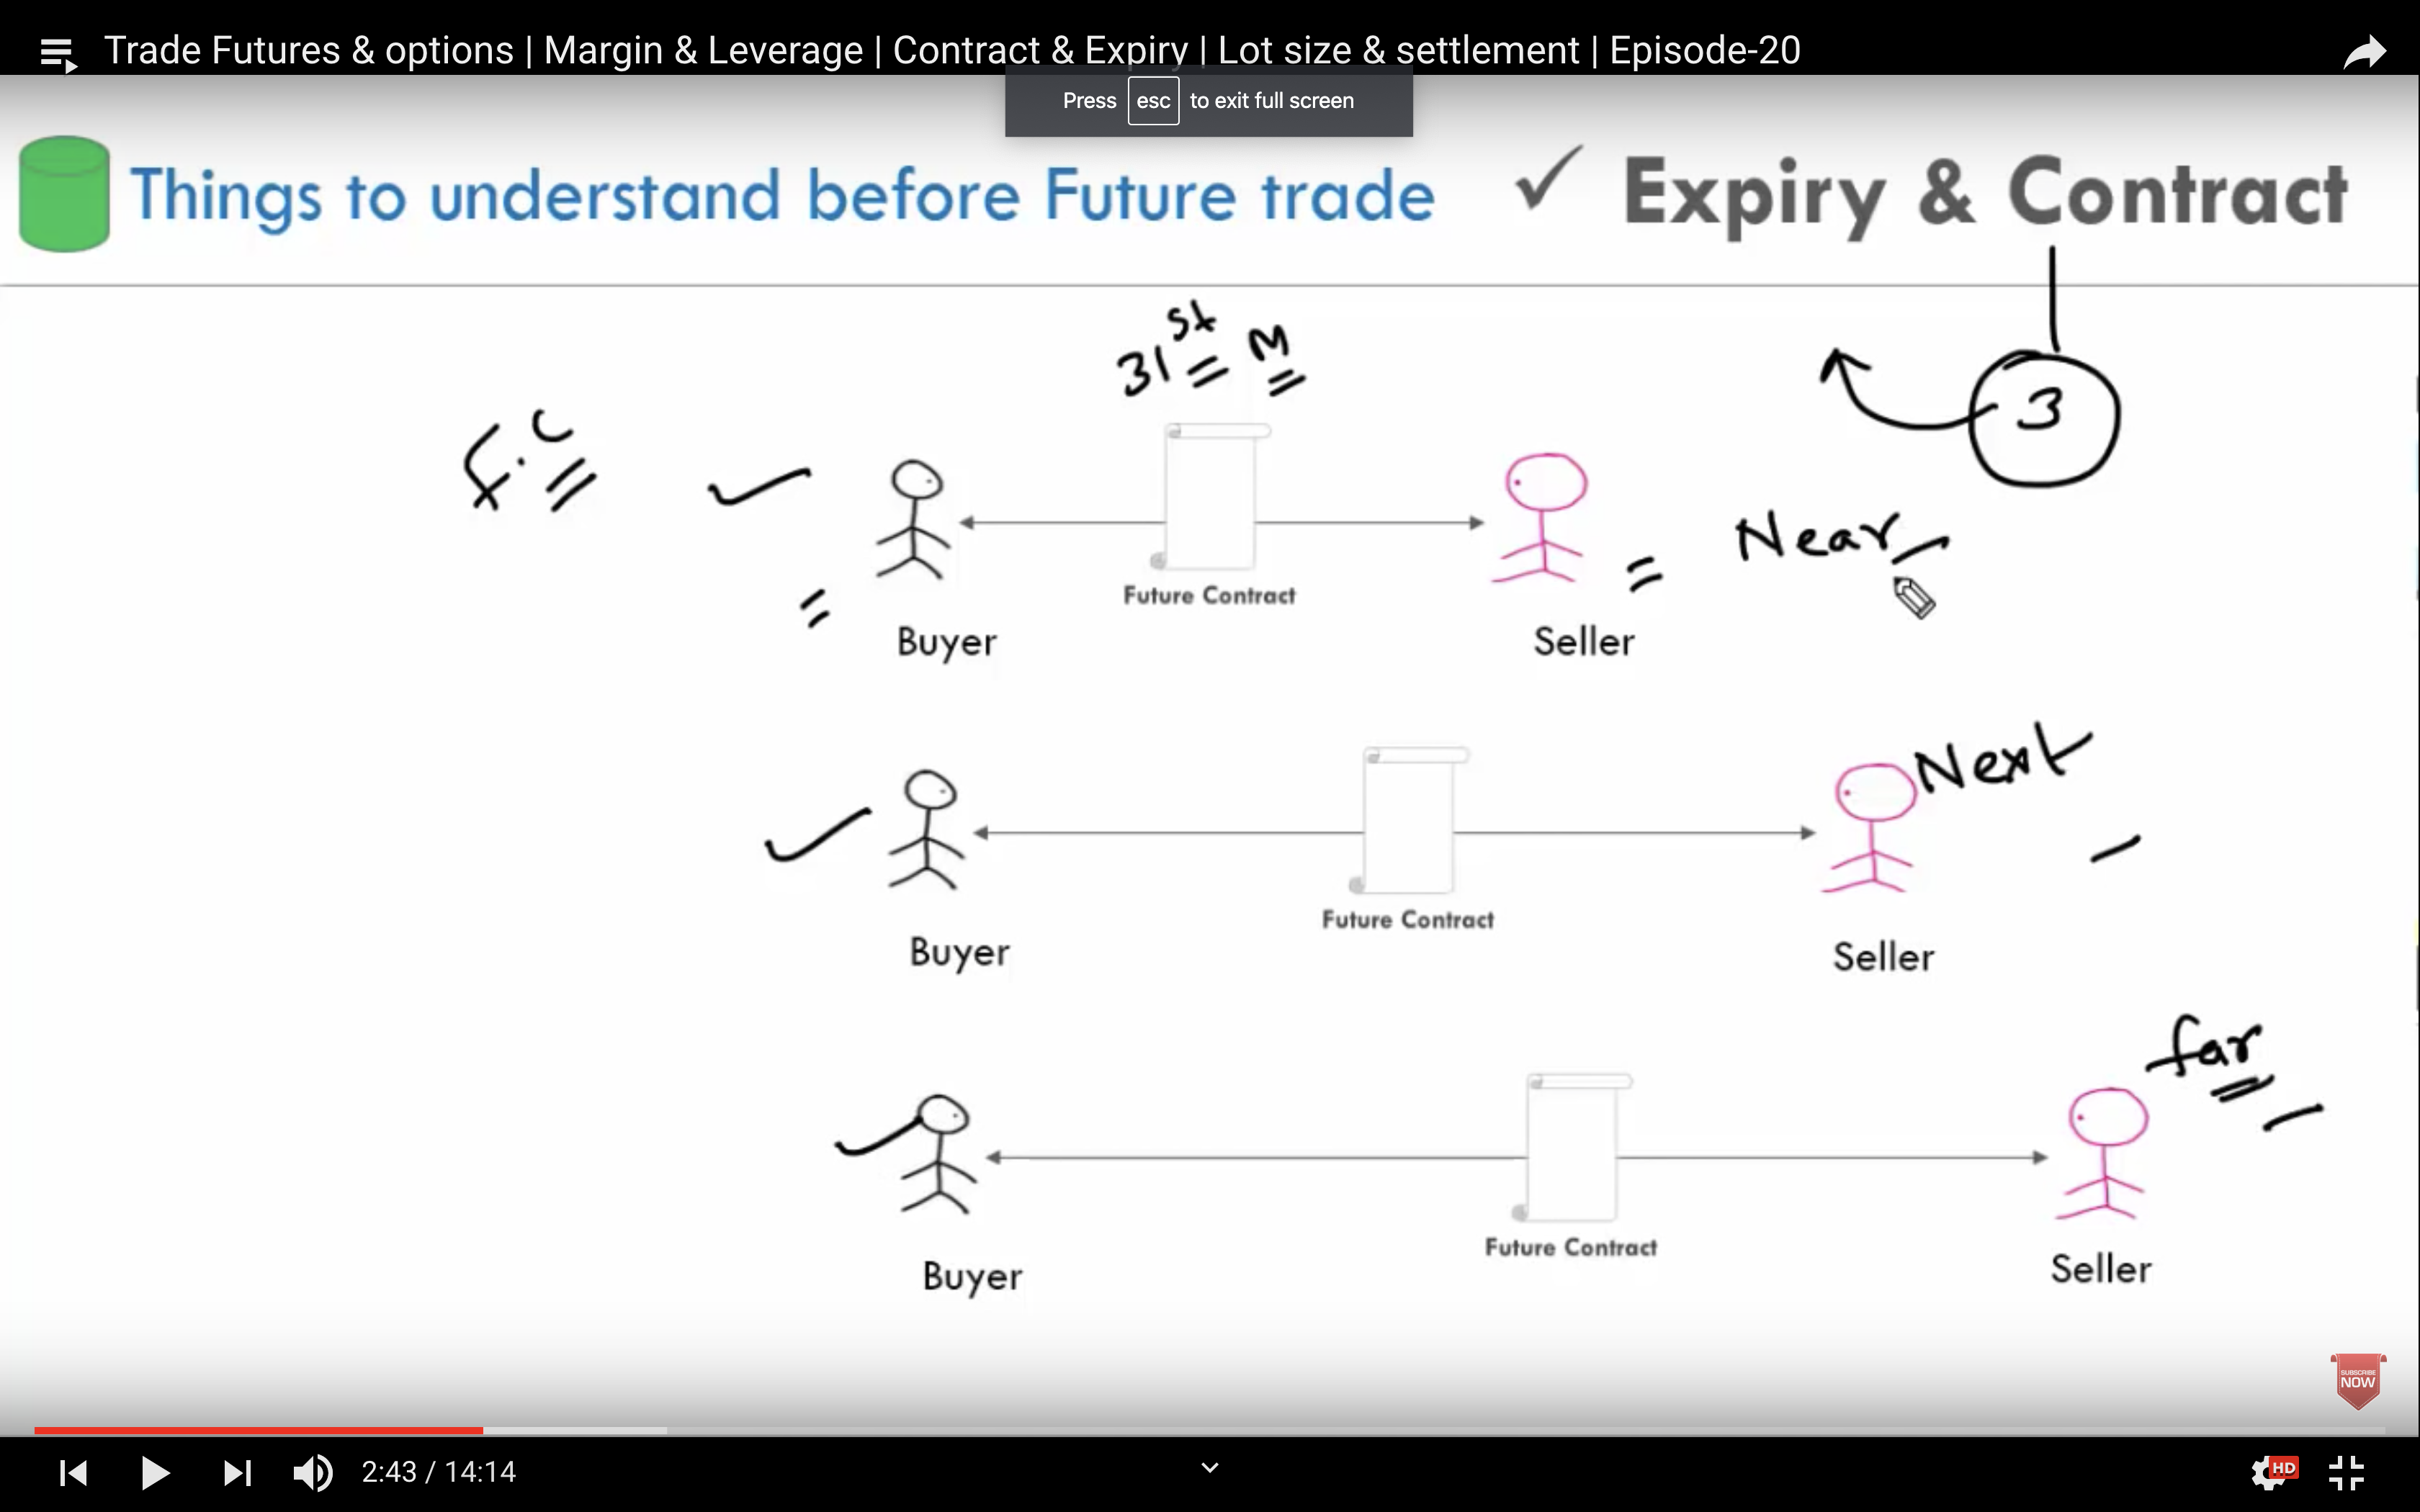 Trade Futures & options | Margin & Leverage | Contract & Expiry | Lot size & settlement | Episode-20
Press esc to exit full screen
Things to understand before Future trade ✓ Expiry & Contract
31st M
3
F.C
Near
Future Contract
Buyer
Seller
Next
Future Contract
Buyer
Seller
far
Future Contract
Buyer
Seller
SUBSCRIBE
NOW
2:43 / 14:14
HD